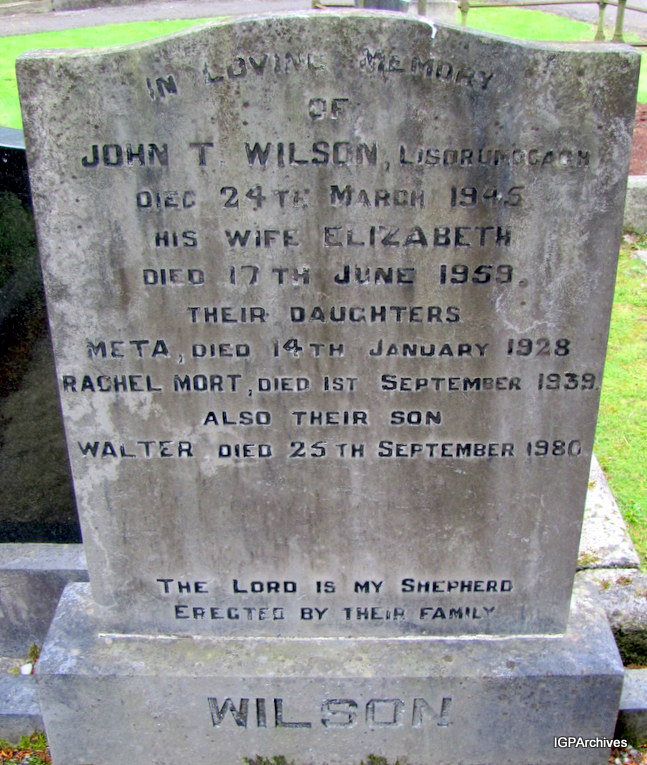 IN LOVING MEMORY
OF
JOHN T. WILSON, LISDRUMDOAGH
DIED 24TH MARCH 1945
HIS WIFE ELIZABETH
DIED 17TH JUNE 1959.
THEIR DAUGHTERS
META, DIED 14TH JANUARY 1928
RACHEL MORT, DIED 1ST SEPTEMBER 1939.
ALSO THEIR SON
WALTER DIED 25TH SEPTEMBER 1980
THE LORD IS MY SHEPHERD
ERECTED BY THEIR FAMILY
WILSON
IGPArchives